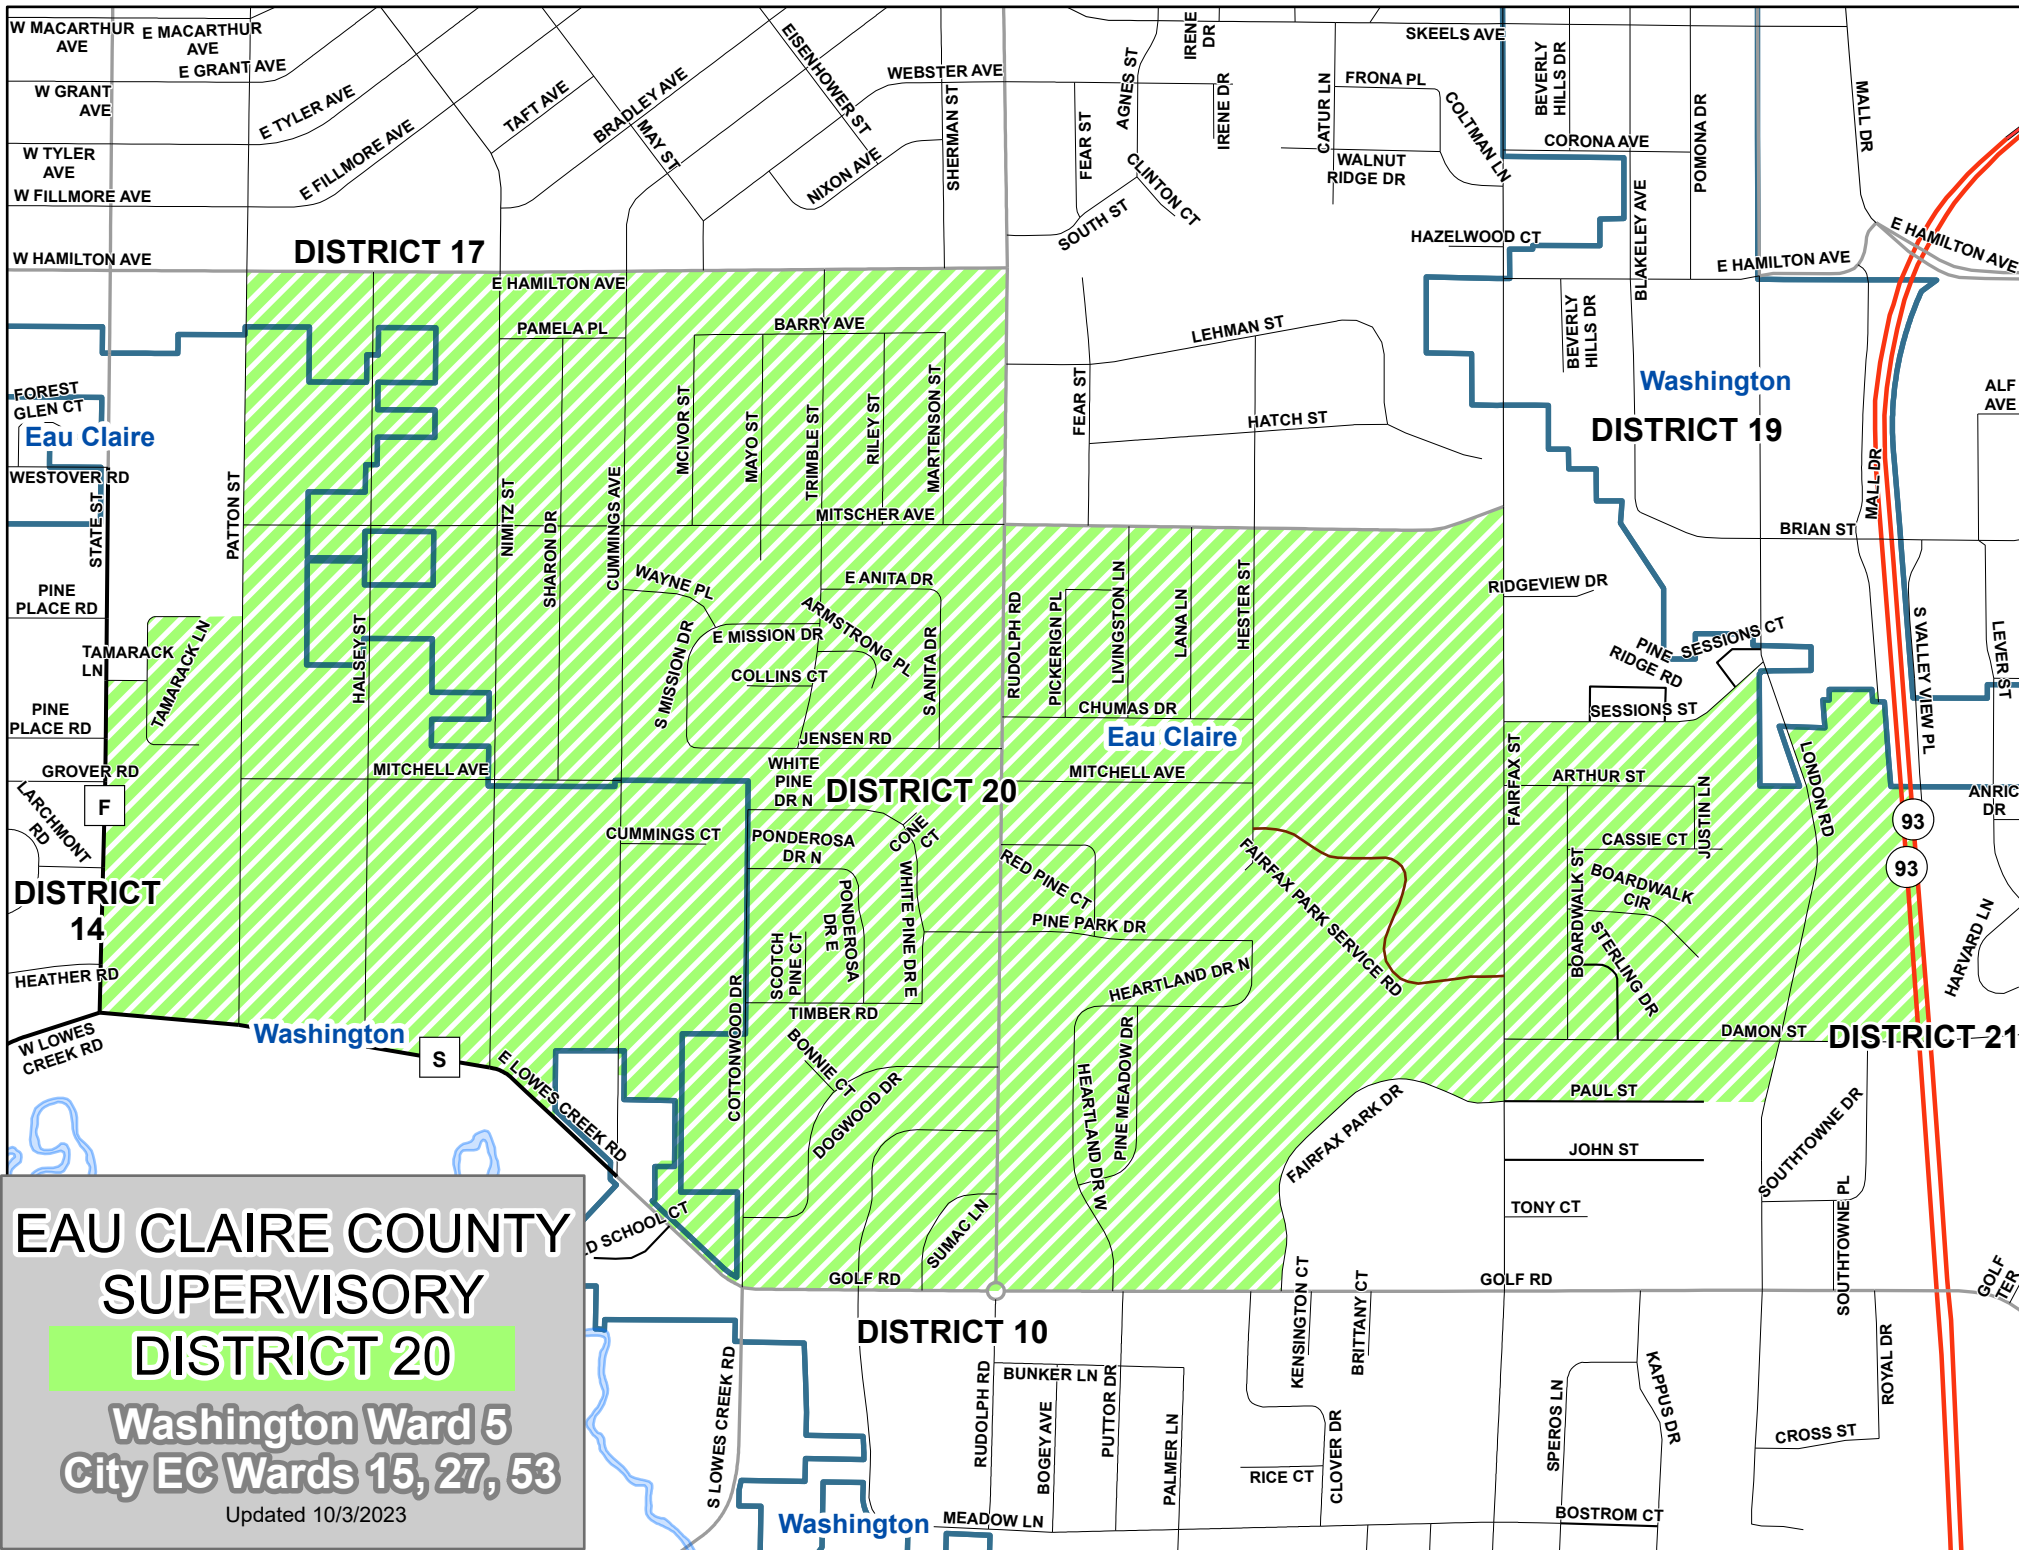 W MACARTHUR
AVE
E MACARTHUR
AVE
E GRANT AVE
W GRANT
AVE
E TYLER AVE
W TYLER
AVE
E FILLMORE AVE
W FILLMORE AVE
TAFT AVE
BRADLEY AVE
MAY ST
EISENHOWER ST
NIXON AVE
WEBSTER AVE
SHERMAN ST
FEAR ST
AGNES ST
IRENE
DR
IRENE DR
CLINTON CT
SOUTH ST
CATUR LN
FRONA PL
WALNUT
RIDGE DR
COLTMAN LN
SKEELS AVE
BEVERLY
HILLS DR
CORONA AVE
POMONA DR
BLAKELEY AVE
HAZELWOOD CT
MALL DR
E HAMILTON AVE
E HAMILTON AVE
W HAMILTON AVE
DISTRICT 17
E HAMILTON AVE
PAMELA PL
BARRY AVE
LEHMAN ST
BEVERLY
HILLS DR
Washington
DISTRICT 19
ALF
AVE
FOREST
GLEN CT
Eau Claire
WESTOVER RD
STATE ST
PATTON ST
MCIVOR ST
MAYO ST
TRIMBLE ST
RILEY ST
MARTENSON ST
FEAR ST
HATCH ST
MALL DR
MITSCHER AVE
BRIAN ST
NIMITZ ST
SHARON DR
CUMMINGS AVE
WAYNE PL
E ANITA DR
ARMSTRONG PL
E MISSION DR
S MISSION DR
COLLINS CT
S ANITA DR
RUDOLPH RD
PICKERIGN PL
LIVINGSTON LN
LANA LN
HESTER ST
RIDGEVIEW DR
PINE
RIDGE RD
SESSIONS CT
SESSIONS ST
S VALLEY VIEW PL
LEVER ST
PINE
PLACE RD
TAMARACK
LN
TAMARACK LN
HALSEY ST
PINE
PLACE RD
CHUMAS DR
Eau Claire
JENSEN RD
GROVER RD
MITCHELL AVE
WHITE
PINE
DR N
DISTRICT 20
MITCHELL AVE
FAIRFAX ST
ARTHUR ST
JUSTIN LN
LONDON RD
ANRIC
DR
LARCHMONT
RD
F
CUMMINGS CT
PONDEROSA
DR N
CONE
CT
RED PINE CT
FAIRFAX PARK SERVICE RD
CASSIE CT
93
93
DISTRICT
14
PONDEROSA
DR E
WHITE PINE DR E
PINE PARK DR
BOARDWALK ST
BOARDWALK
CIR
STERLING DR
HARVARD LN
HEATHER RD
SCOTCH
PINE CT
HEARTLAND DR N
TIMBER RD
COTTONWOOD DR
W LOWES
CREEK RD
Washington
S
E LOWES CREEK RD
BONNIE CT
DOGWOOD DR
HEARTLAND DR W
PINE MEADOW DR
DAMON ST
DISTRICT 21
PAUL ST
FAIRFAX PARK DR
JOHN ST
SOUTHTOWNE DR
TONY CT
SOUTHTOWNE PL
SUMAC LN
GOLF RD
GOLF RD
GOLF
TER
D SCHOOL CT
EAU CLAIRE COUNTY
SUPERVISORY
DISTRICT 20
Washington Ward 5
City EC Wards 15, 27, 53
Updated 10/3/2023
DISTRICT 10
S LOWES CREEK RD
RUDOLPH RD
BUNKER LN
BOGEY AVE
PUTTOR DR
PALMER LN
KENSINGTON CT
BRITTANY CT
RICE CT
CLOVER DR
SPEROS LN
KAPPUS DR
ROYAL DR
CROSS ST
BOSTROM CT
Washington
MEADOW LN